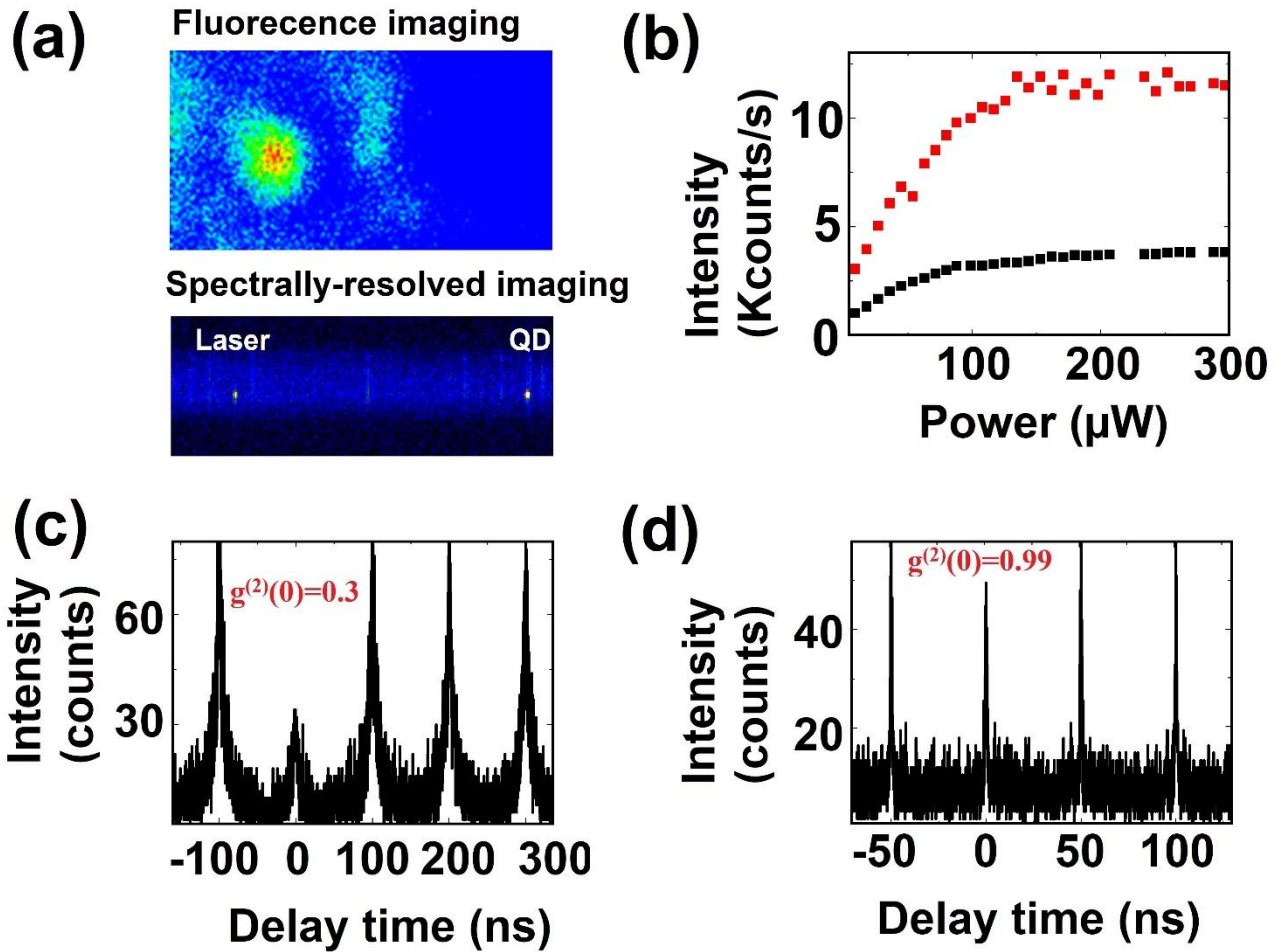 (a)
Fluorecence imaging
Spectrally-resolved imaging
Laser
QD
(b)
Intensity
(Kcounts/s)
10
5
0
100
200
300
Power (μW)
(c)
Intensity
(counts)
60
30
g(2)(0)=0.3
-100
0
100
200
300
Delay time (ns)
(d)
Intensity
(counts)
40
20
g(2)(0)=0.99
-50
0
50
100
Delay time (ns)